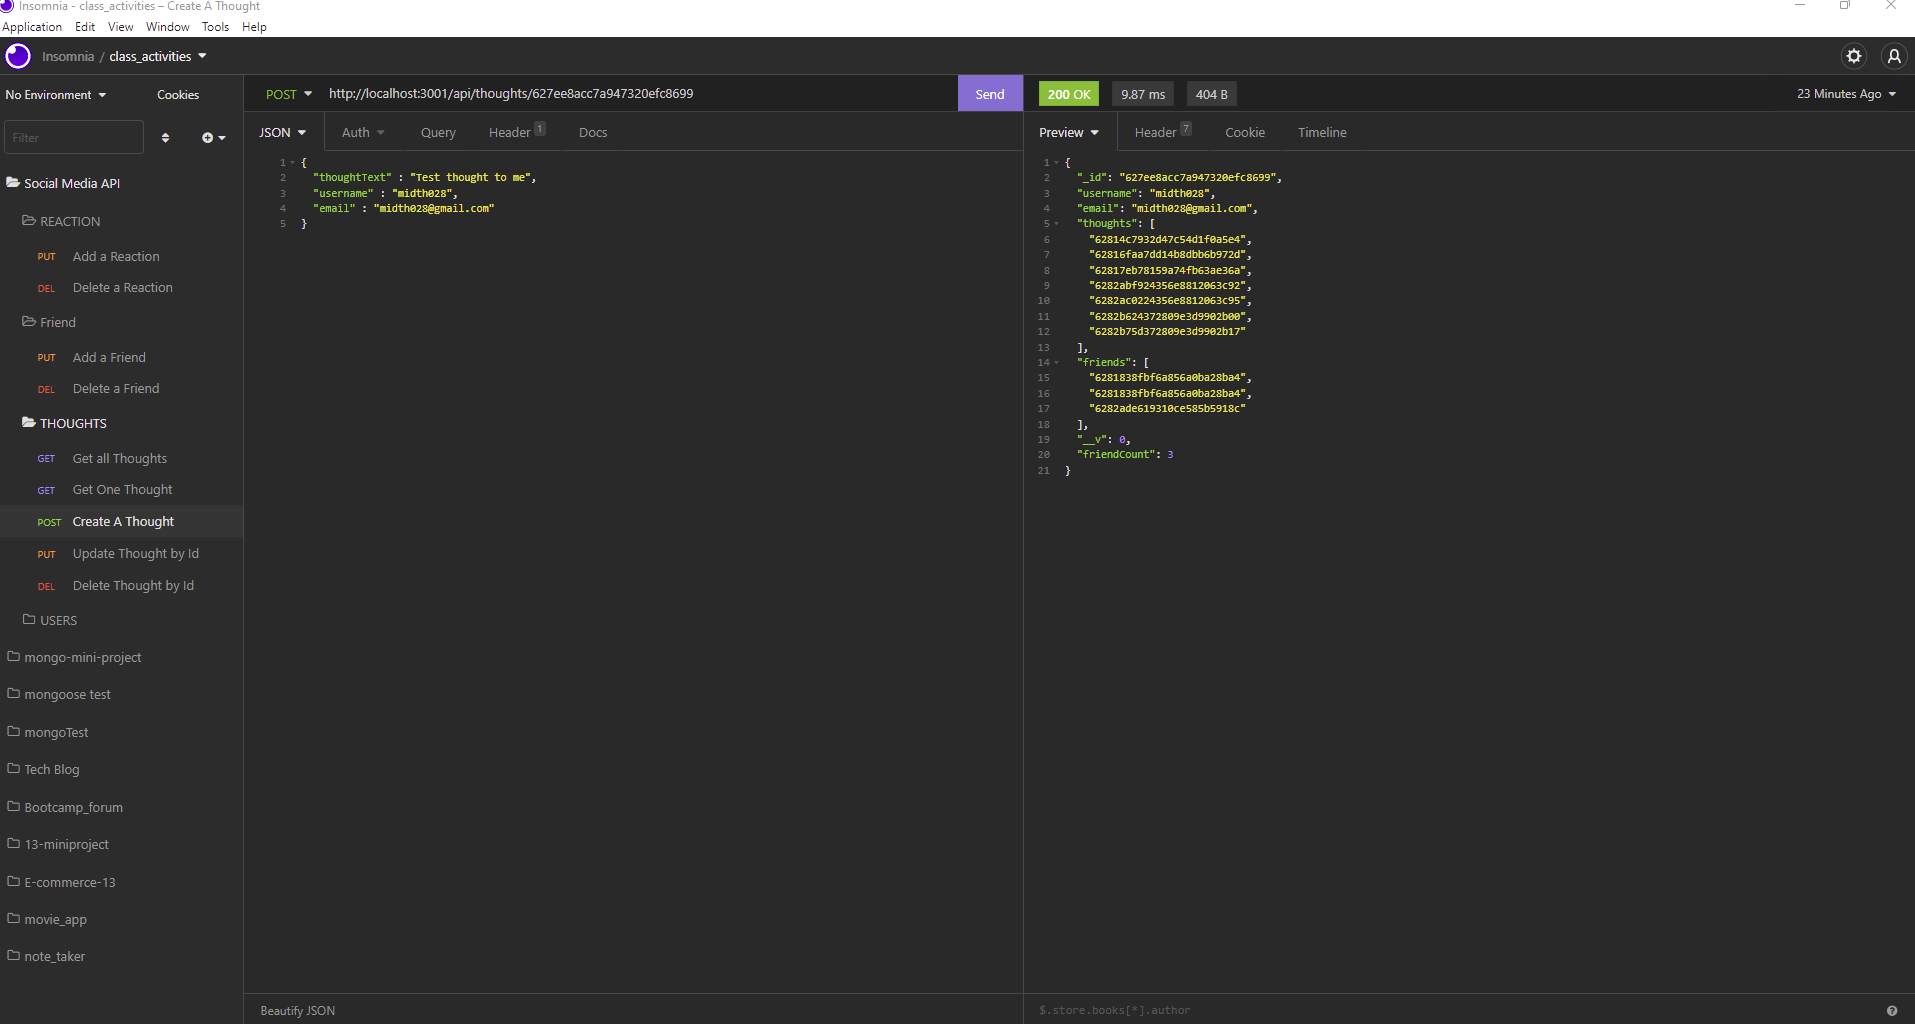 Insomnia - class_activities – Create A Thought
Application Edit View Window Tools Help
Insomnia / class_activities
No Environment Cookies
Filter
Social Media API
REACTION
PUT Add a Reaction
DEL Delete a Reaction
Friend
PUT Add a Friend
DEL Delete a Friend
THOUGHTS
GET Get all Thoughts
GET Get One Thought
POST Create A Thought
PUT Update Thought by Id
DEL Delete Thought by Id
USERS
mongo-mini-project
mongoose test
mongoTest
Tech Blog
Bootcamp_forum
13-miniproject
E-commerce-13
movie_app
note_taker
POST http://localhost:3001/api/thoughts/627ee8acc7a947320efc8699 Send
JSON Auth Query Header 1 Docs
1 {
2 "thoughtText" : "Test thought to me",
3 "username" : "midth028",
4 "email" : "midth028@gmail.com"
5 }
Beautify JSON
200 OK 9.87 ms 404 B 23 Minutes Ago
Preview Header 7 Cookie Timeline
1 {
2 "_id": "627ee8acc7a947320efc8699",
3 "username": "midth028",
4 "email": "midth028@gmail.com",
5 "thoughts": [
6 "62814c7932d47c54d1f0a5e4",
7 "62816faa7dd14b8dbb6b972d",
8 "62817eb78159a74fb63ae36a",
9 "6282abf924356e8812063c92",
10 "6282ac0224356e8812063c95",
11 "6282b624372809e3d9902b00",
12 "6282b75d372809e3d9902b17"
13 ],
14 "friends": [
15 "6281838fbf6a856a0ba28ba4",
16 "6281838fbf6a856a0ba28ba4",
17 "6282ade619310ce585b5918c"
18 ],
19 "__v": 0,
20 "friendCount": 3
21 }
$.store.books[*].author